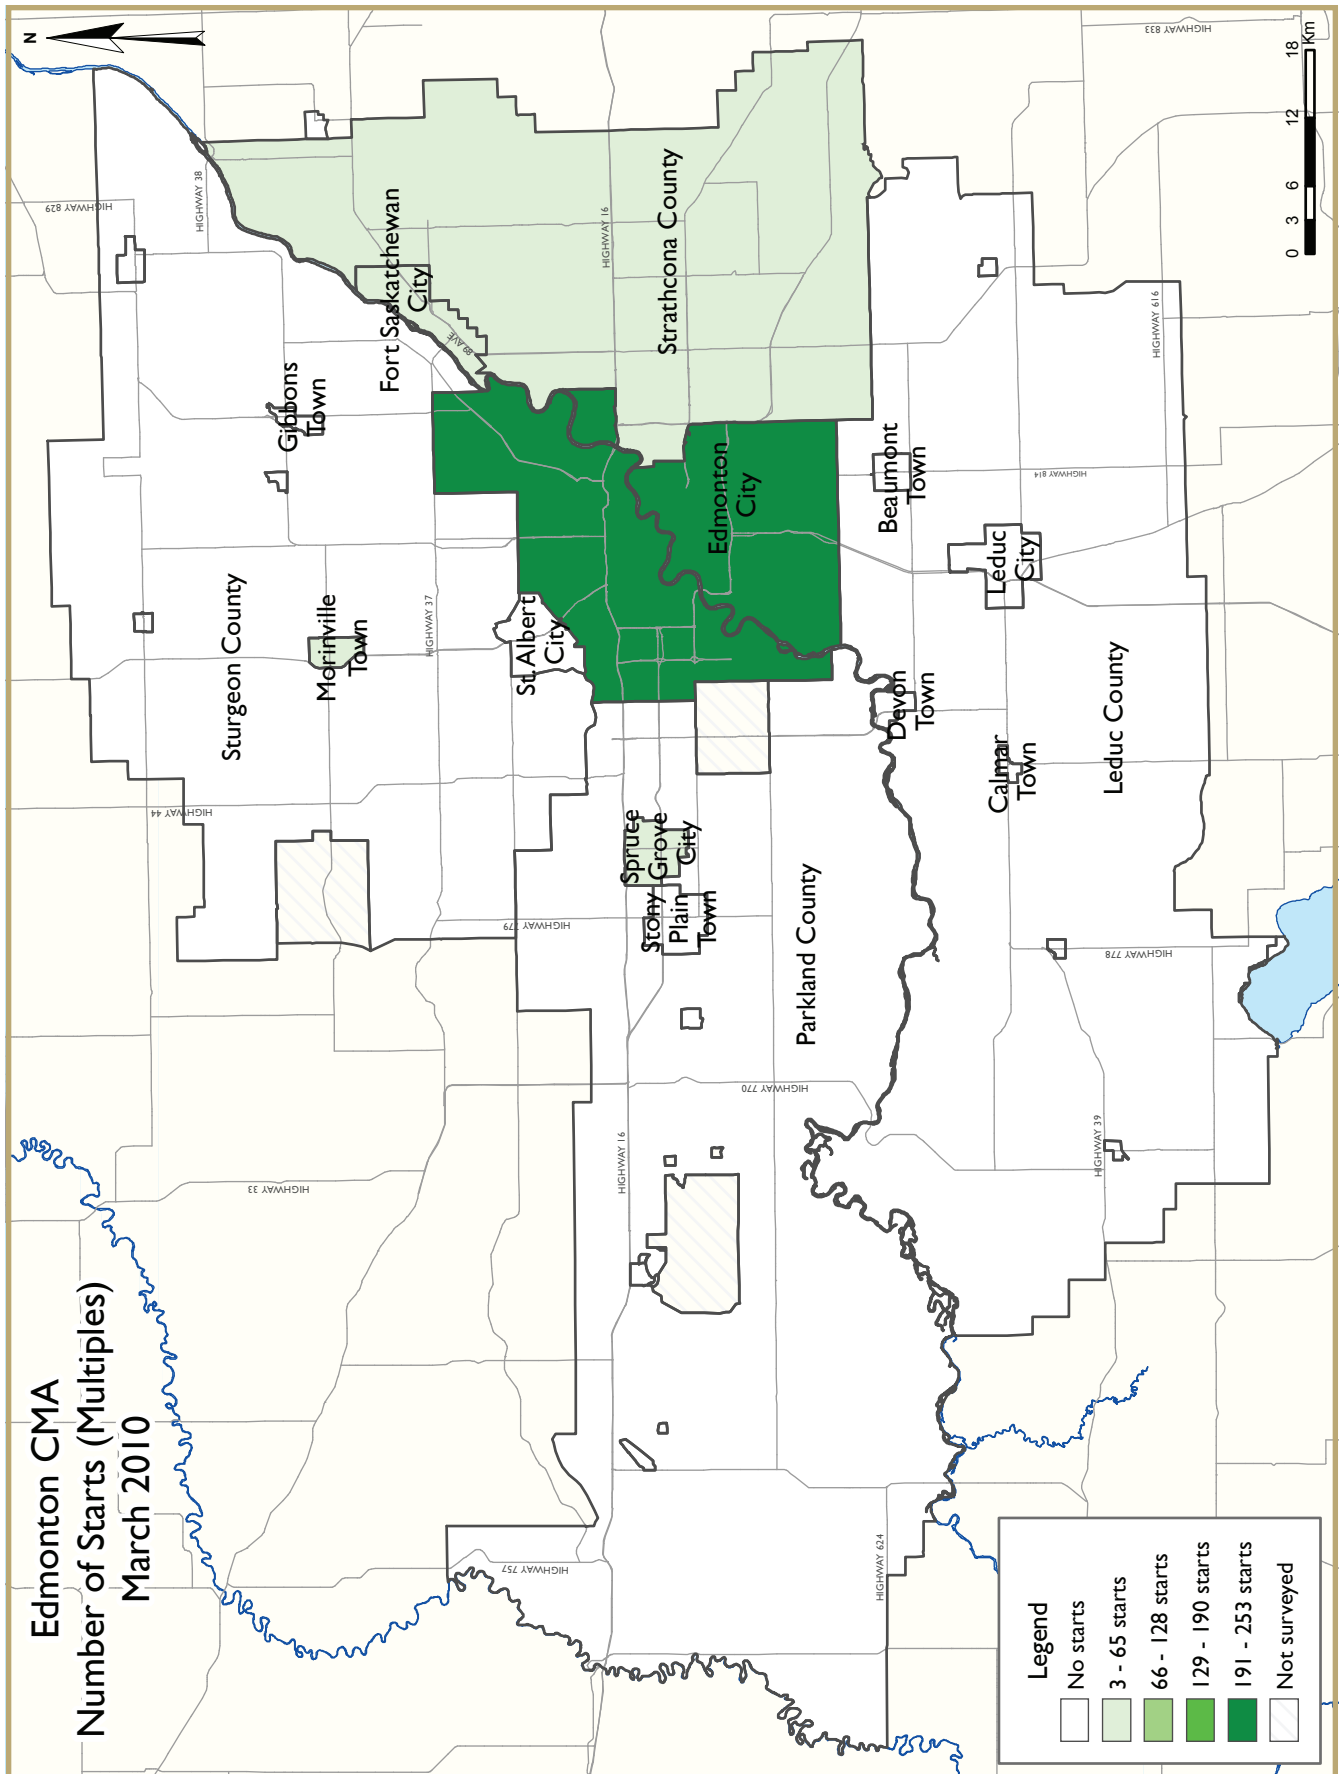 Edmonton CMA
Number of Starts (Multiples)
March 2010
N
HIGHWAY 829
HIGHWAY 38
HIGHWAY 833
Fort Saskatchewan
City
89 AVE
HIGHWAY 16
Strathcona County
Gibbons
Town
Sturgeon County
Morinville
Town
HIGHWAY 37
St. Albert
City
HIGHWAY 44
Edmonton
City
Beaumont
Town
HIGHWAY 814
HIGHWAY 616
Leduc
City
Devon
Town
Calmar
Town
Leduc County
Spruce
Grove
City
Stony
Plain
Town
HIGHWAY 779
Parkland County
HIGHWAY 778
HIGHWAY 770
HIGHWAY 39
HIGHWAY 16
HIGHWAY 33
HIGHWAY 757
HIGHWAY 624
0 3 6 12 18
Km
Legend
No starts
3 - 65 starts
66 - 128 starts
129 - 190 starts
191 - 253 starts
Not surveyed